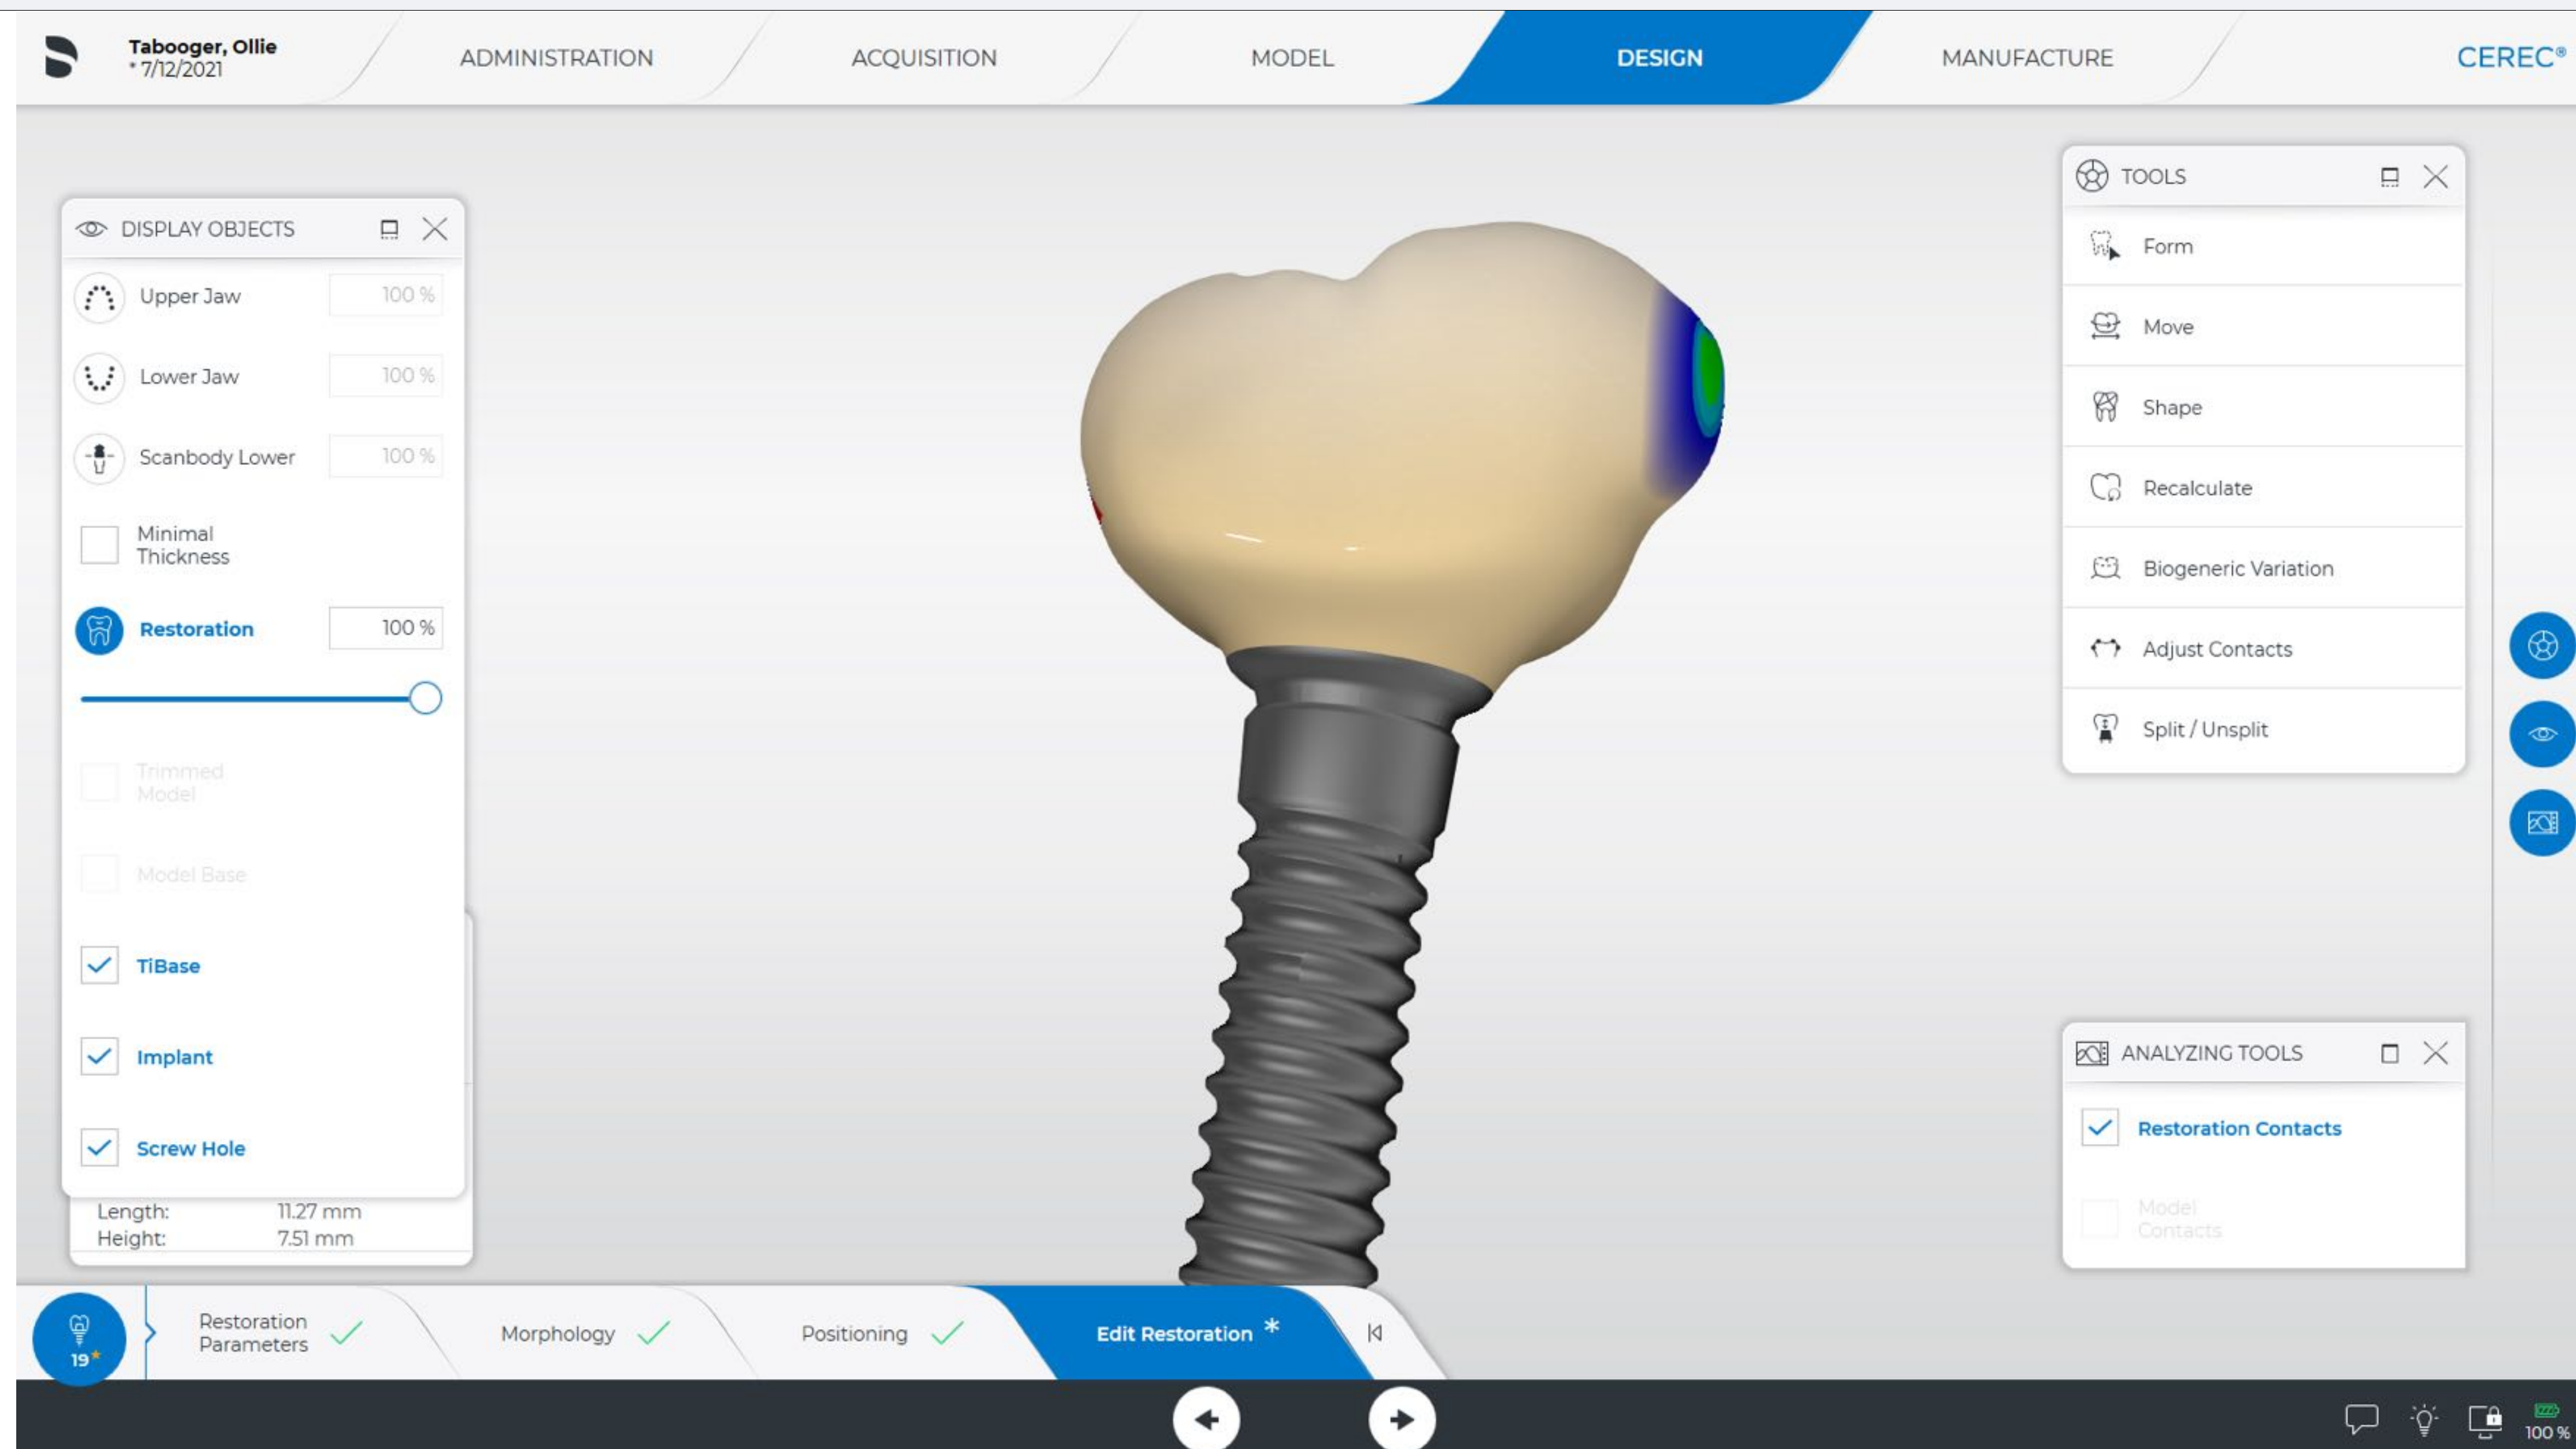 Tabooger, Ollie
* 7/12/2021
ADMINISTRATION
ACQUISITION
MODEL
DESIGN
MANUFACTURE
CEREC®
DISPLAY OBJECTS
Upper Jaw 100 %
Lower Jaw 100 %
Scanbody Lower 100 %
Minimal
Thickness
Restoration 100 %
Trimmed
Model
Model Base
TiBase
Implant
Screw Hole
Length: 11.27 mm
Height: 7.51 mm
TOOLS
Form
Move
Shape
Recalculate
Biogeneric Variation
Adjust Contacts
Split / Unsplit
ANALYZING TOOLS
Restoration Contacts
Model
Contacts
19*
Restoration
Parameters
Morphology
Positioning
Edit Restoration *
100 %